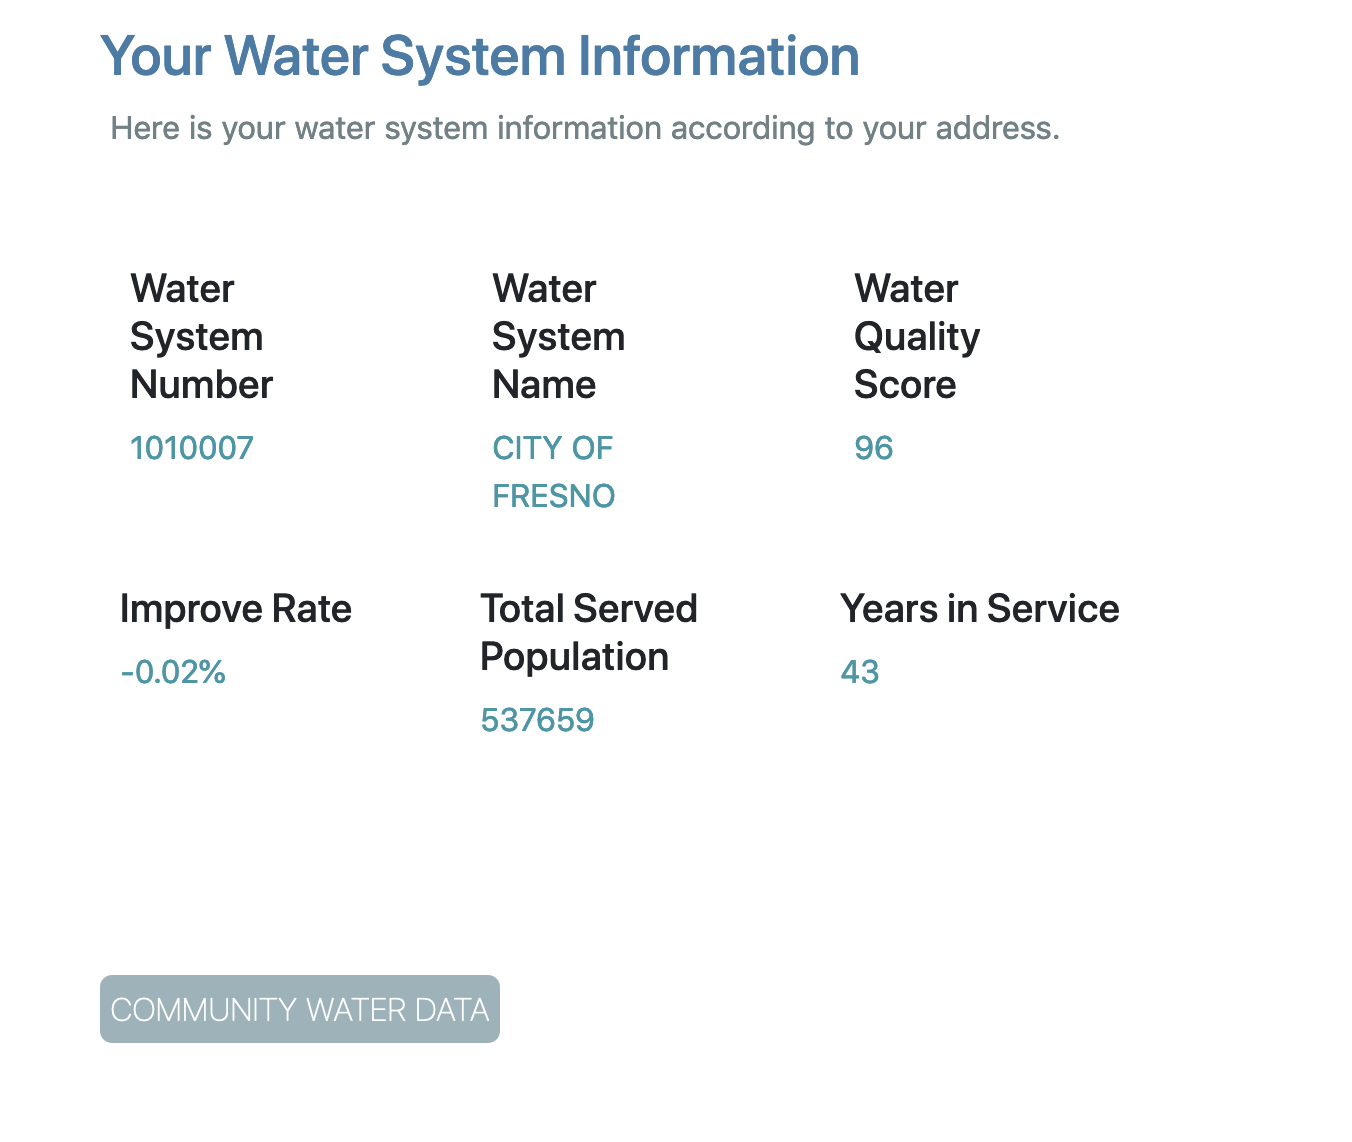 Your Water System Information
Here is your water system information according to your address.
Water
System
Number
1010007
Water
System
Name
CITY OF
FRESNO
Water
Quality
Score
96
Improve Rate
-0.02%
Total Served
Population
537659
Years in Service
43
COMMUNITY WATER DATA